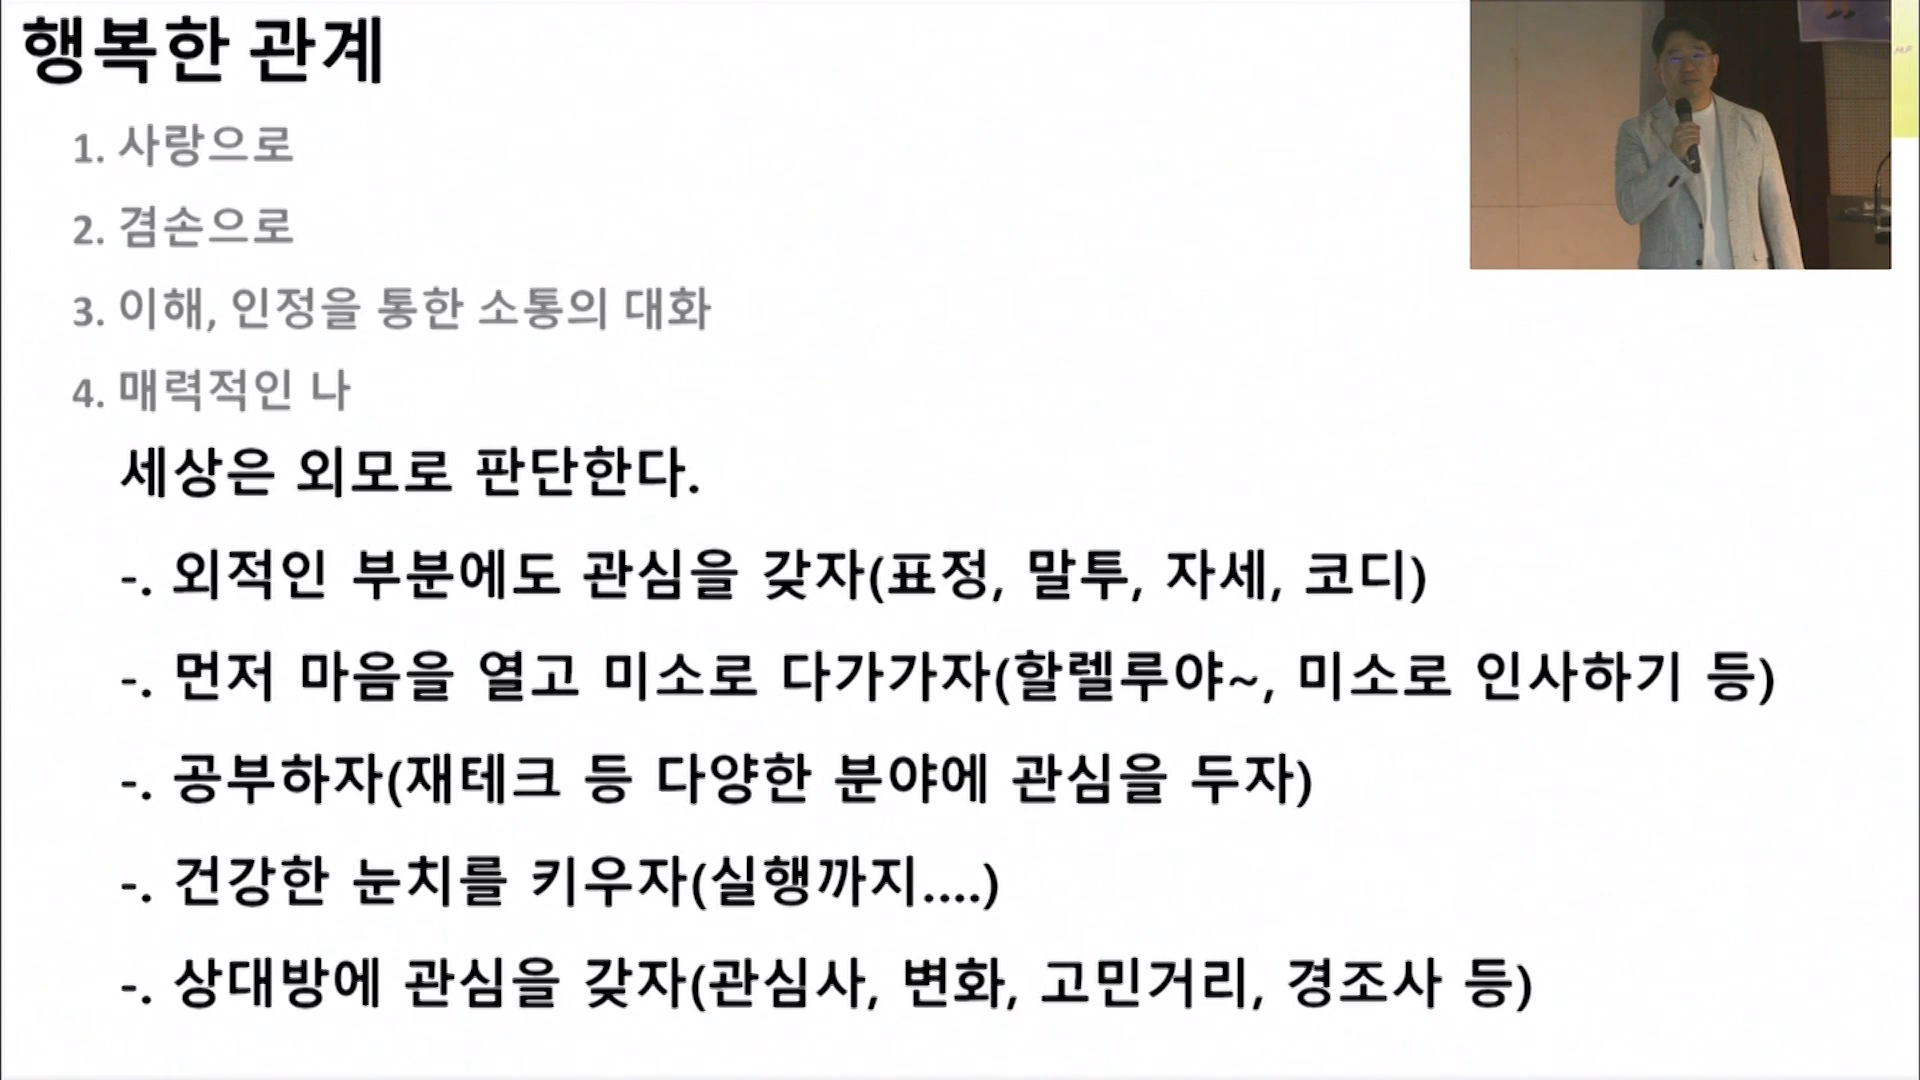 행복한 관계
1. 사랑으로
2. 겸손으로
3. 이해, 인정을 통한 소통의 대화
4. 매력적인 나
세상은 외모로 판단한다.
-. 외적인 부분에도 관심을 갖자(표정, 말투, 자세, 코디)
-. 먼저 마음을 열고 미소로 다가가자(할렐루야~, 미소로 인사하기 등)
-. 공부하자(재테크 등 다양한 분야에 관심을 두자)
-. 건강한 눈치를 키우자(실행까지....)
-. 상대방에 관심을 갖자(관심사, 변화, 고민거리, 경조사 등)